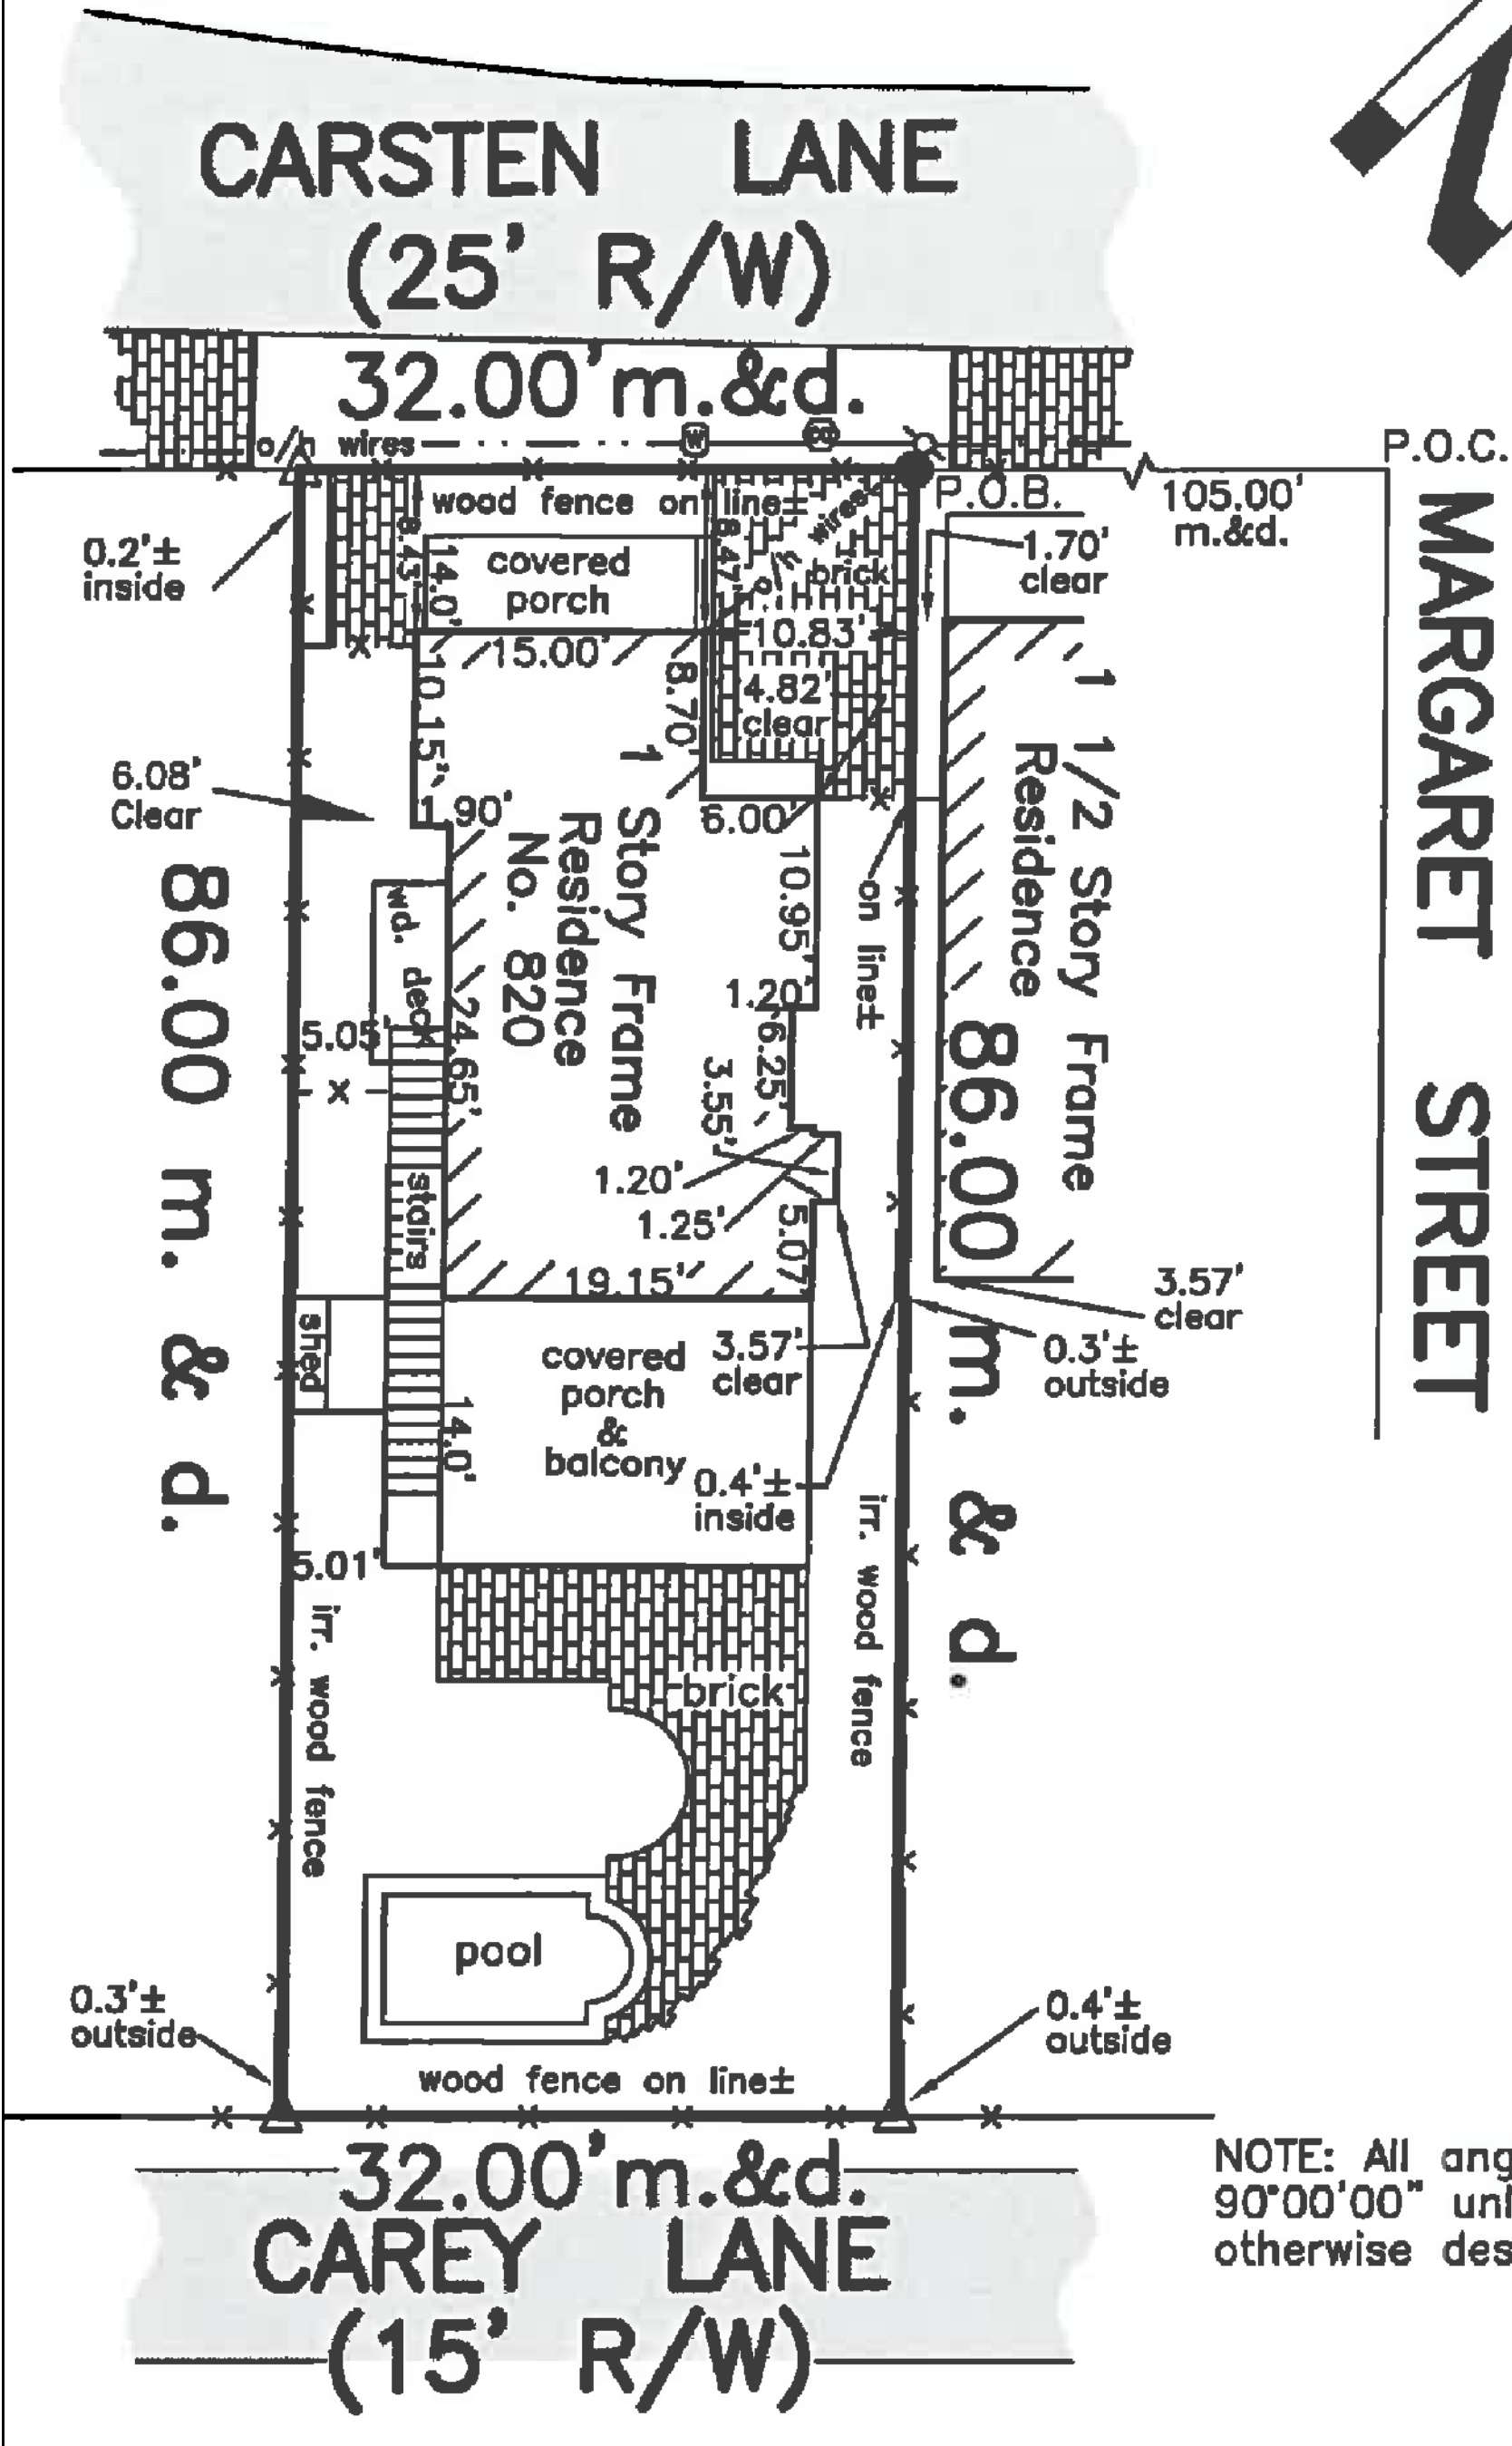 CARSTEN LANE
(25' R/W)
32.00'm.&d.
o/h wires
W
P.O.C.
wood fence on line±
P.O.B.
105.00'
m.&d.
0.2'±
inside
8.43'
14.0'
covered
porch
8.47'
o/h wires
brick
1.70'
clear
MARGARET STREET
15.00'
10.83'
10.15'
8.70'
4.82'
clear
6.08'
Clear
1.90'
6.00'
1 Story Frame
Residence
No. 820
1 1/2 Story Frame
Residence
10.95'
on line±
86.00 m. & d.
86.00 m. & d.
wd. deck
24.65'
1.20'
6.25'
3.55'
5.05'
x
1.20'
1.25'
stairs
5.07'
19.15'
3.57'
clear
shed
covered
porch
&
balcony
3.57'
clear
0.3'±
outside
14.0'
0.4'±
inside
5.01'
irr. wood fence
irr. wood fence
brick
pool
0.3'±
outside
0.4'±
outside
wood fence on line±
32.00'm.&d.
CAREY LANE
(15' R/W)
NOTE: All ang
90°00'00" unl
otherwise des